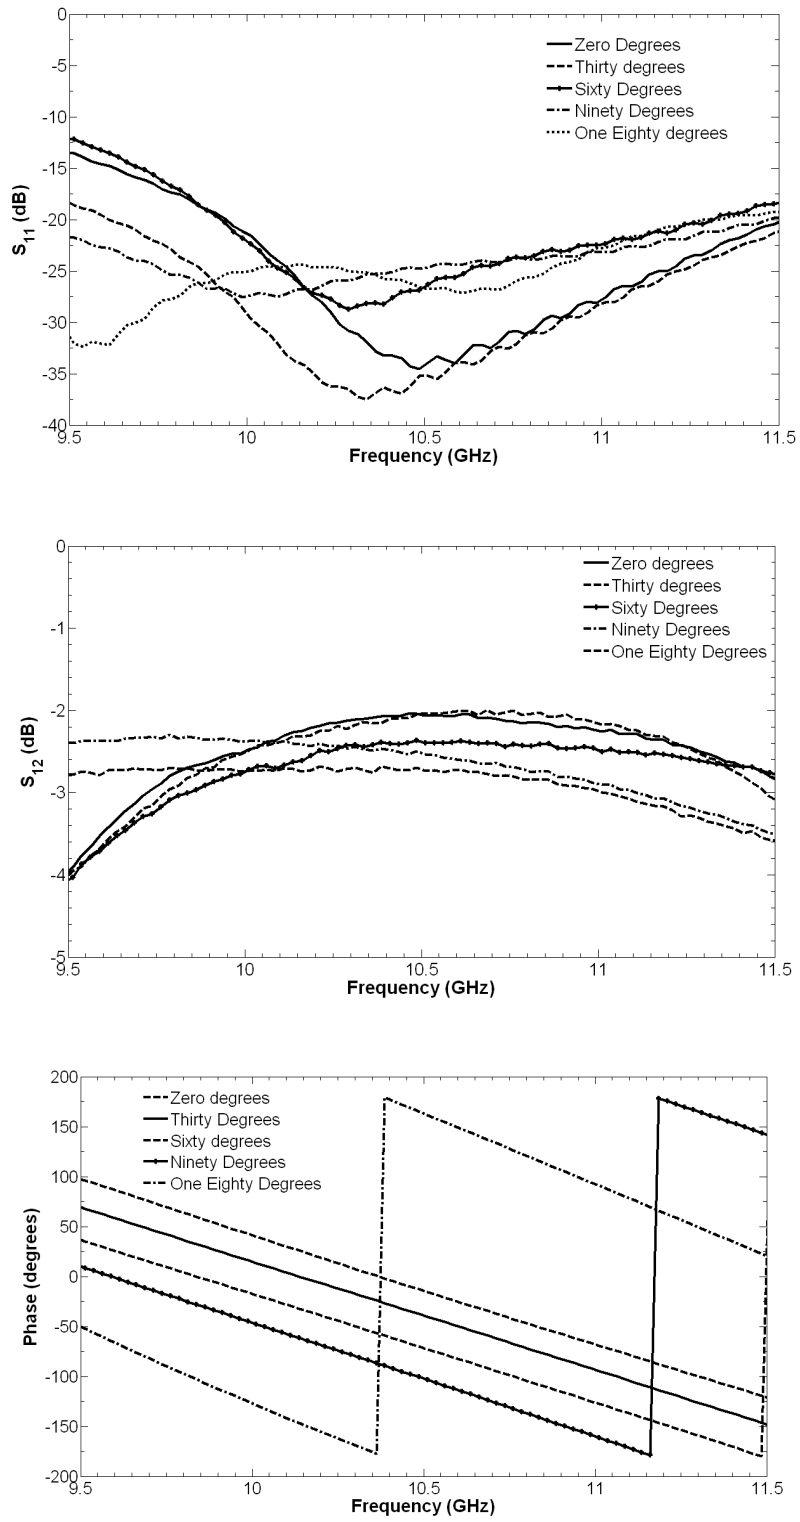 0
-5
-10
-15
-20
-25
-30
-35
-40
S11 (dB)
Zero Degrees
Thirty degrees
Sixty Degrees
Ninety Degrees
One Eighty degrees
9.5 10 10.5 11 11.5
Frequency (GHz)
0
-1
-2
-3
-4
-5
S12 (dB)
Zero degrees
Thirty degrees
Sixty Degrees
Ninety Degrees
One Eighty Degrees
9.5 10 10.5 11 11.5
Frequency (GHz)
200
150
100
50
0
-50
-100
-150
-200
Phase (degrees)
Zero degrees
Thirty Degrees
Sixty degrees
Ninety Degrees
One Eighty Degrees
9.5 10 10.5 11 11.5
Frequency (GHz)